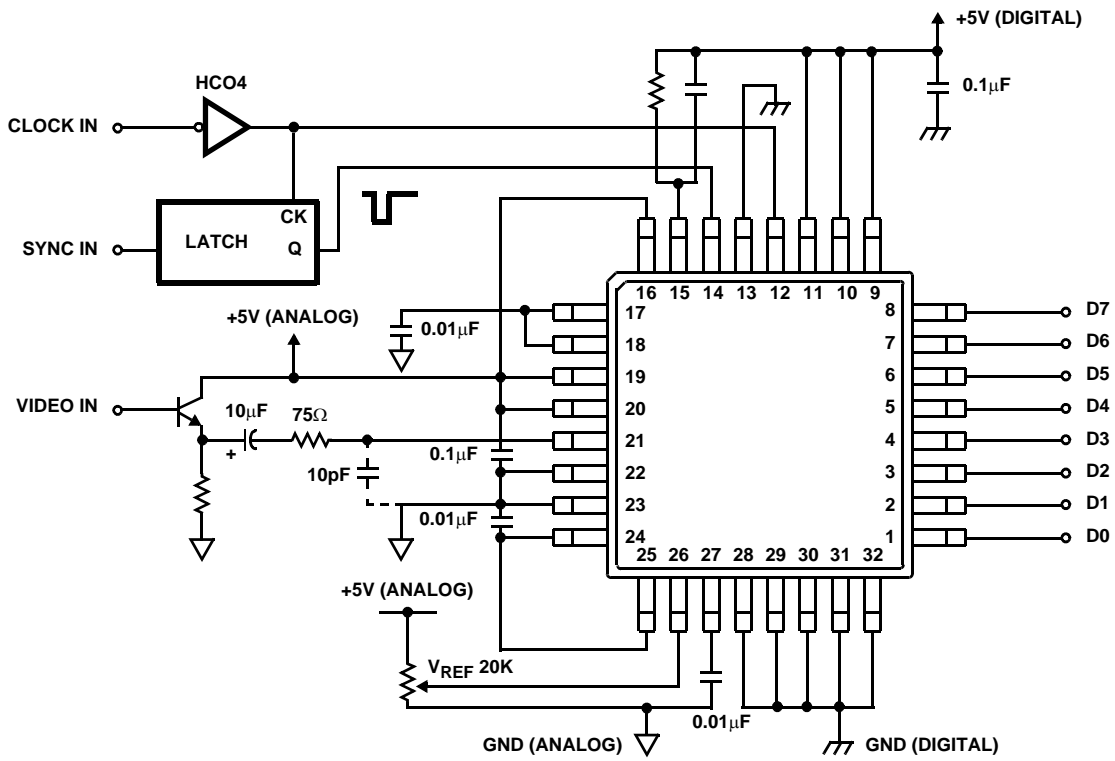 +5V (DIGITAL)
HCO4
0.1μF
CLOCK IN
CK
SYNC IN
LATCH
Q
16 15 14 13 12 11 10 9
+5V (ANALOG)
0.01μF
17
18
19
20
21
22
23
24
8
7
6
5
4
3
2
1
D7
D6
D5
D4
D3
D2
D1
D0
VIDEO IN
10μF
75Ω
+
10pF
0.1μF
0.01μF
25 26 27 28 29 30 31 32
+5V (ANALOG)
VREF 20K
0.01μF
GND (ANALOG)
GND (DIGITAL)